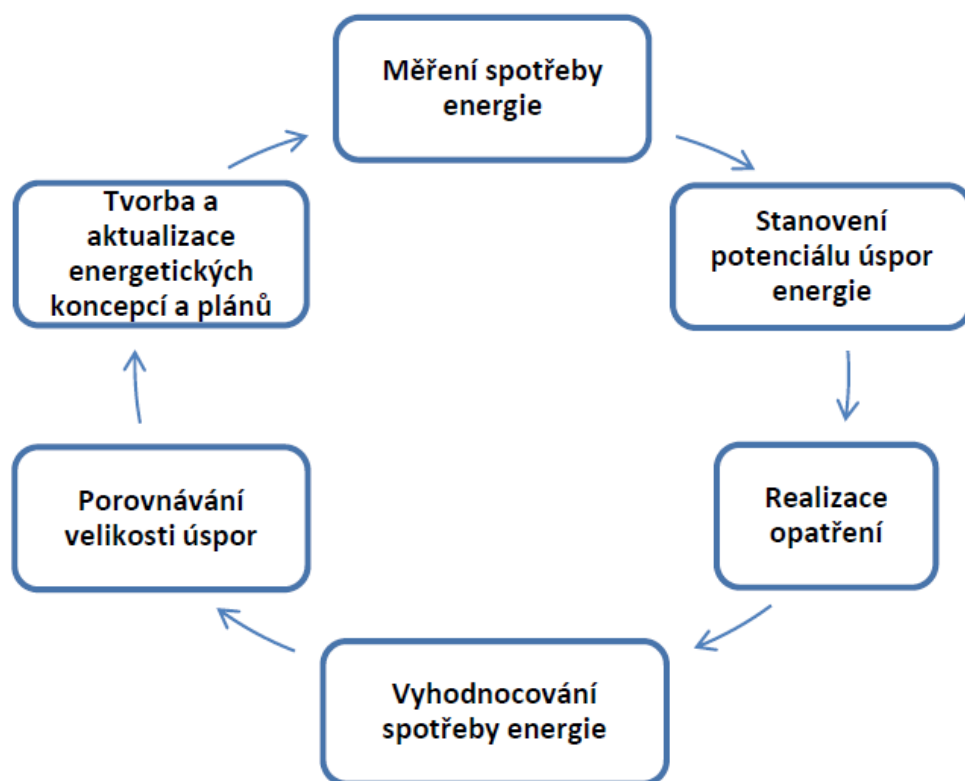 Měření spotřeby
energie
Stanovení
potenciálu úspor
energie
Realizace
opatření
Vyhodnocování
spotřeby energie
Porovnávání
velikosti úspor
Tvorba a
aktualizace
energetických
koncepcí a plánů